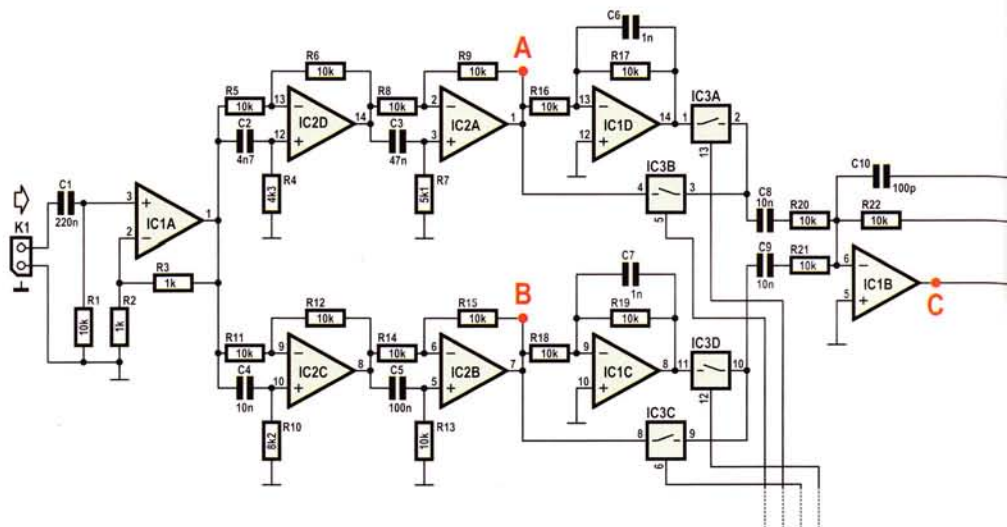 C6
1n
R6
10k
R9
10k
A
R17
10k
R5
10k
13
IC2D
14
12
C2
4n7
R4
4k3
R8
10k
2
IC2A
1
3
C3
47n
R7
5k1
R16
10k
13
IC1D
14
12
IC3A
1
2
13
IC3B
4
3
5
C10
100p
C8
10n
R20
10k
R22
10k
C9
10n
R21
10k
6
IC1B
5
C
K1
C1
220n
3
IC1A
1
2
R3
1k
R1
10k
R2
1k
C7
1n
R12
10k
R15
10k
B
R19
10k
R11
10k
9
IC2C
8
10
C4
10n
R10
8k2
R14
10k
6
IC2B
7
5
C5
100n
R13
10k
R18
10k
9
IC1C
8
10
IC3D
11
10
12
IC3C
8
9
6